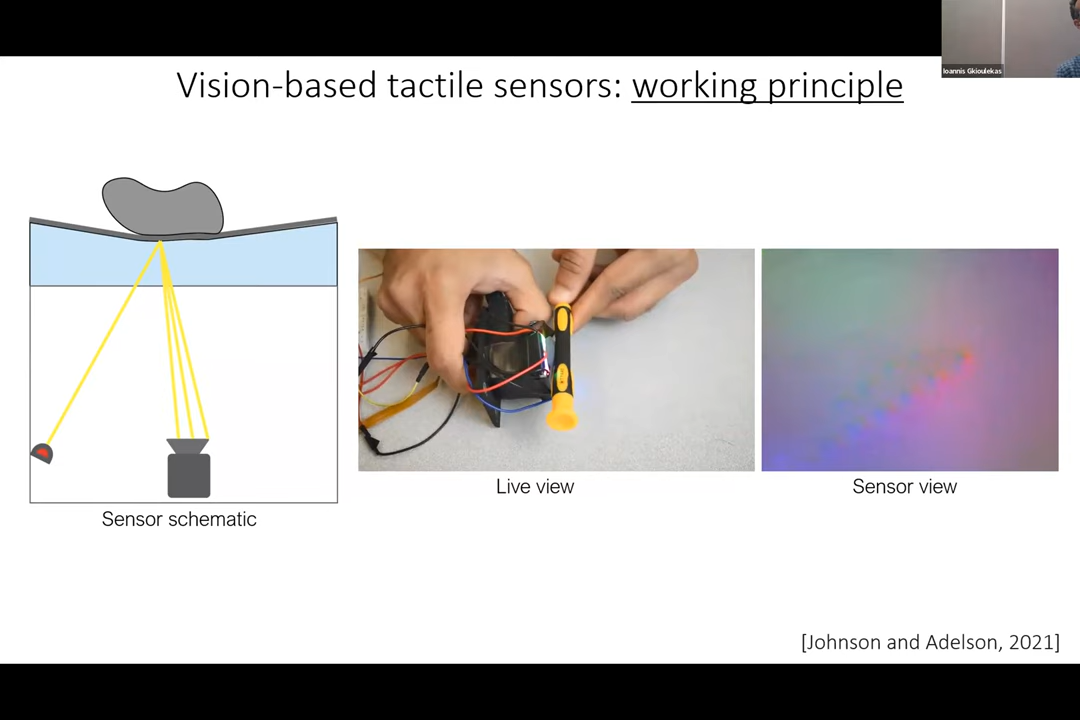 Vision-based tactile sensors: working principle
Ioannis Gkioulekas
Live view
Sensor view
Sensor schematic
[Johnson and Adelson, 2021]